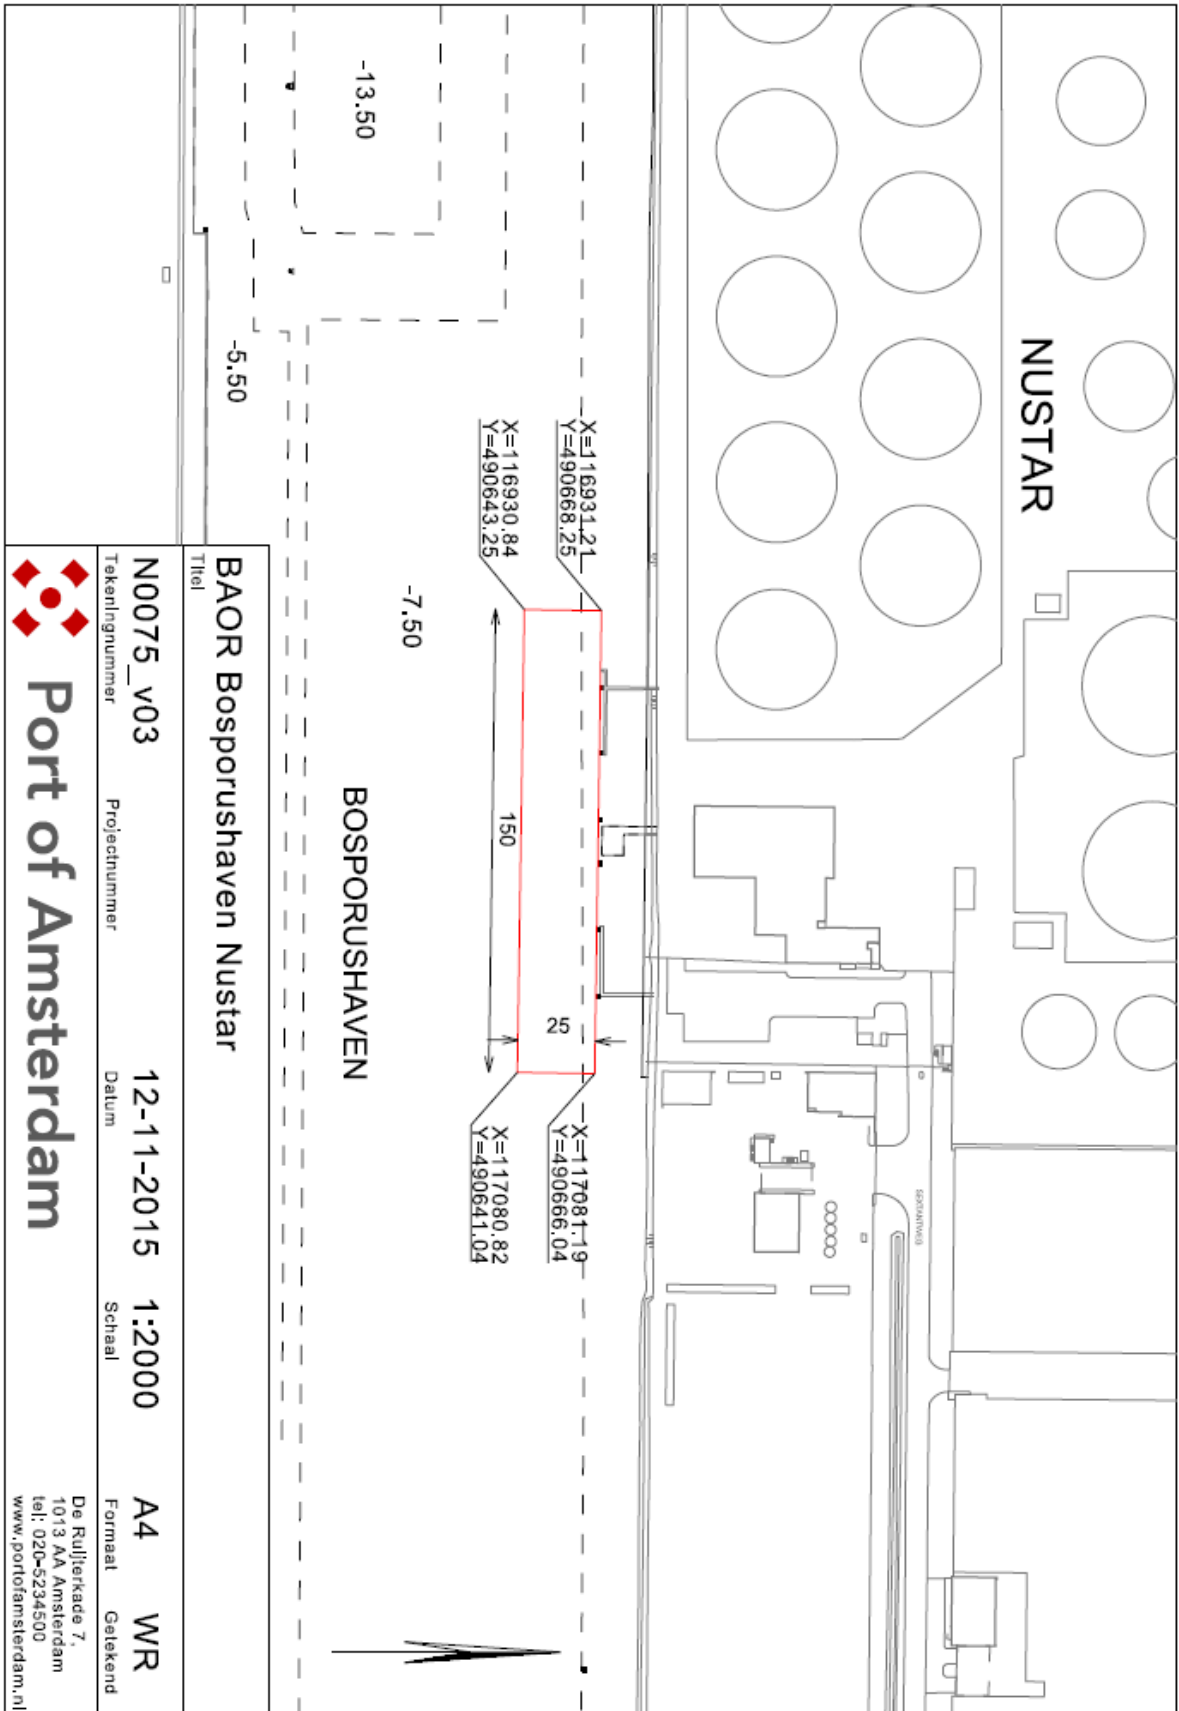 NUSTAR
-13.50
-5.50
X=116931.21
Y=490668.25
X=116930.84
Y=490643.25
-7.50
150
25
BOSPORUSHAVEN
X=117081.19
Y=490666.04
X=117080.82
Y=490641.04
SEXTANTWEG
BAOR Bosporushaven Nustar
Titel
N0075_v03
12-11-2015
1:2000
A4
WR
Tekeningnummer
Projectnummer
Datum
Schaal
Formaat
Getekend
Port of Amsterdam
De Ruijterkade 7,
1013 AA Amsterdam
tel: 020-5234500
www.portofamsterdam.nl